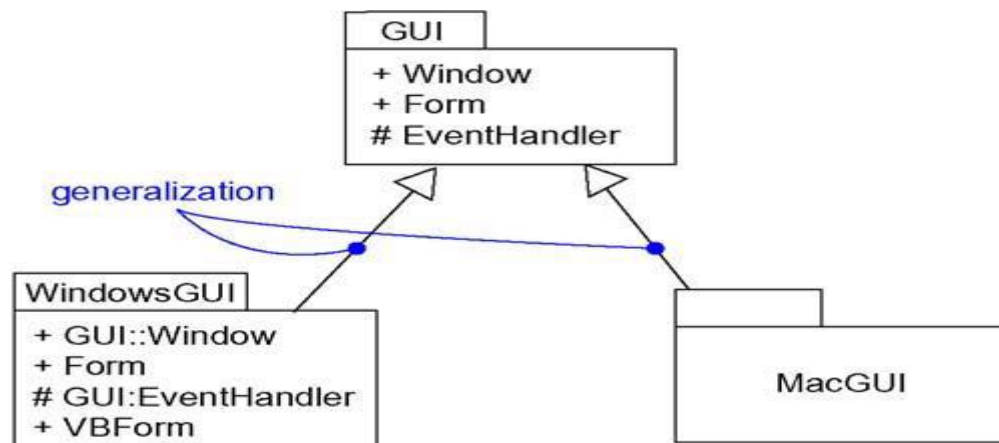 GUI
+ Window
+ Form
# EventHandler
generalization
WindowsGUI
+ GUI::Window
+ Form
# GUI:EventHandler
+ VBForm
MacGUI